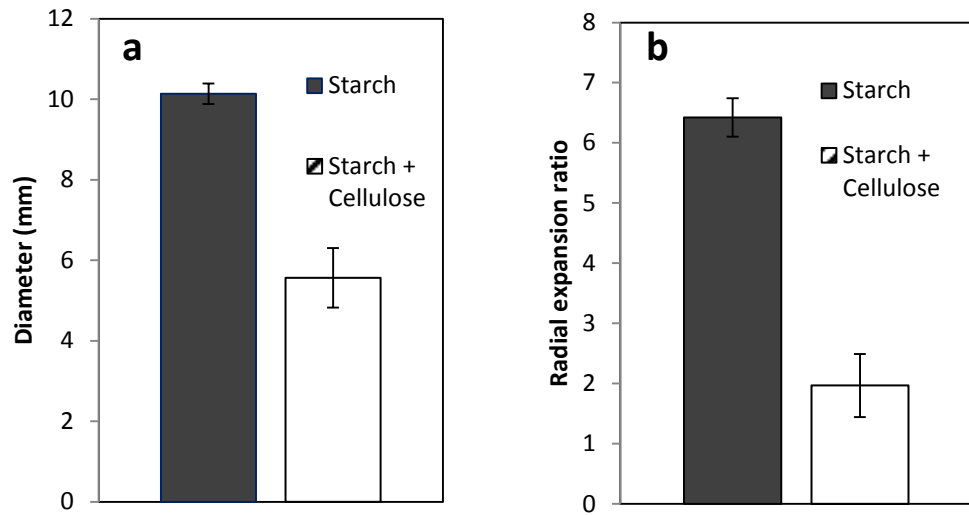 a
12
10
8
6
4
2
0
Diameter (mm)
Starch
Starch +
Cellulose
b
8
7
6
5
4
3
2
1
0
Radial expansion ratio
Starch
Starch +
Cellulose